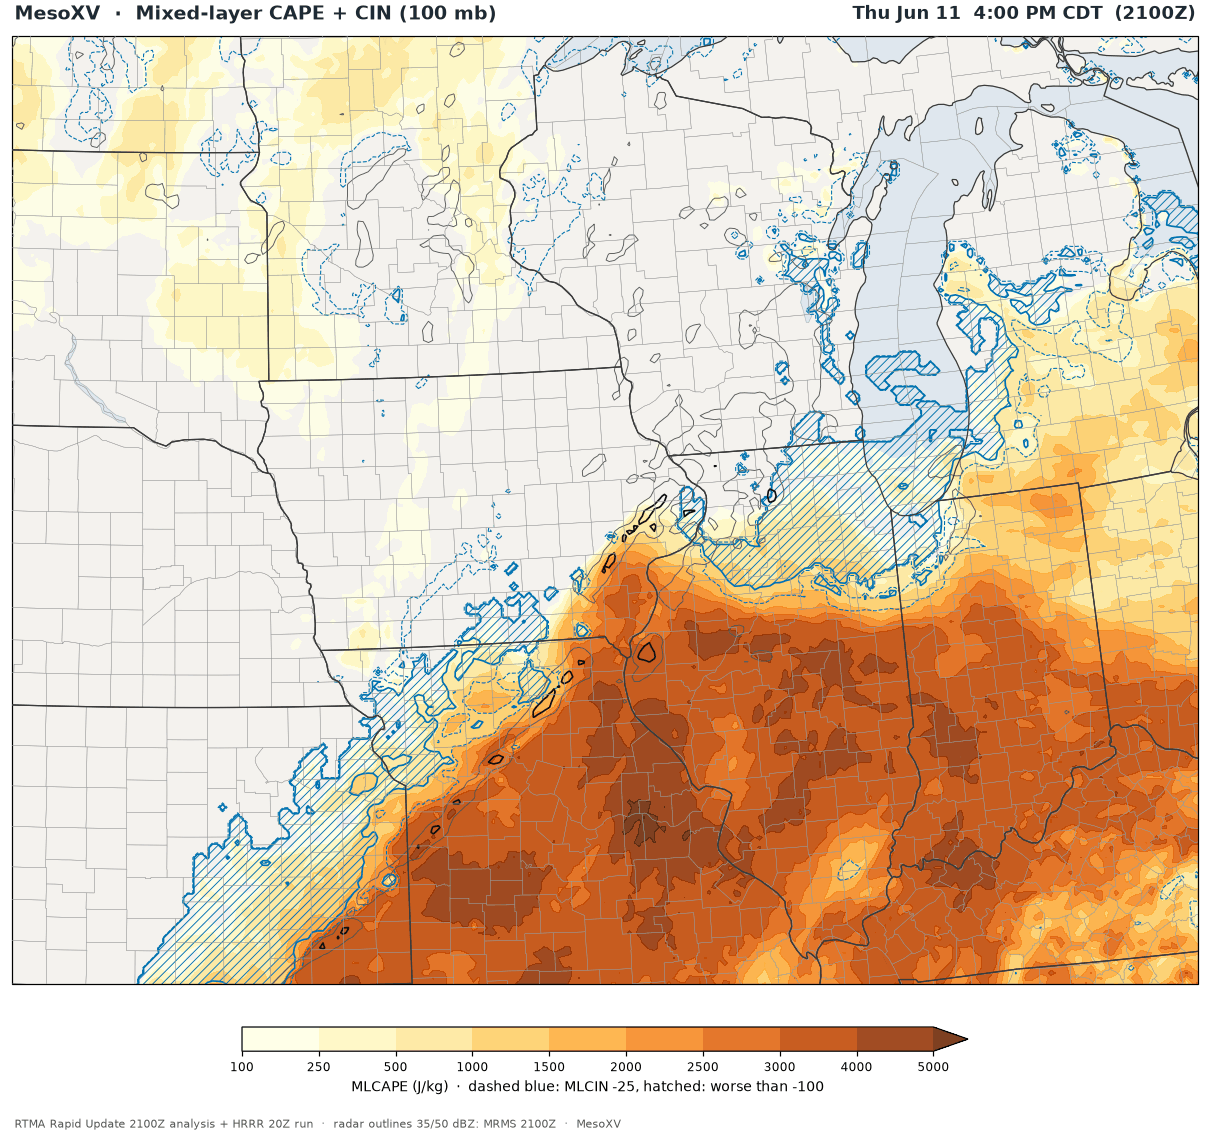 MesoXV · Mixed-layer CAPE + CIN (100 mb)
Thu Jun 11 4:00 PM CDT (2100Z)
100 250 500 1000 1500 2000 2500 3000 4000 5000
MLCAPE (J/kg) · dashed blue: MLCIN -25, hatched: worse than -100
RTMA Rapid Update 2100Z analysis + HRRR 20Z run · radar outlines 35/50 dBZ: MRMS 2100Z · MesoXV